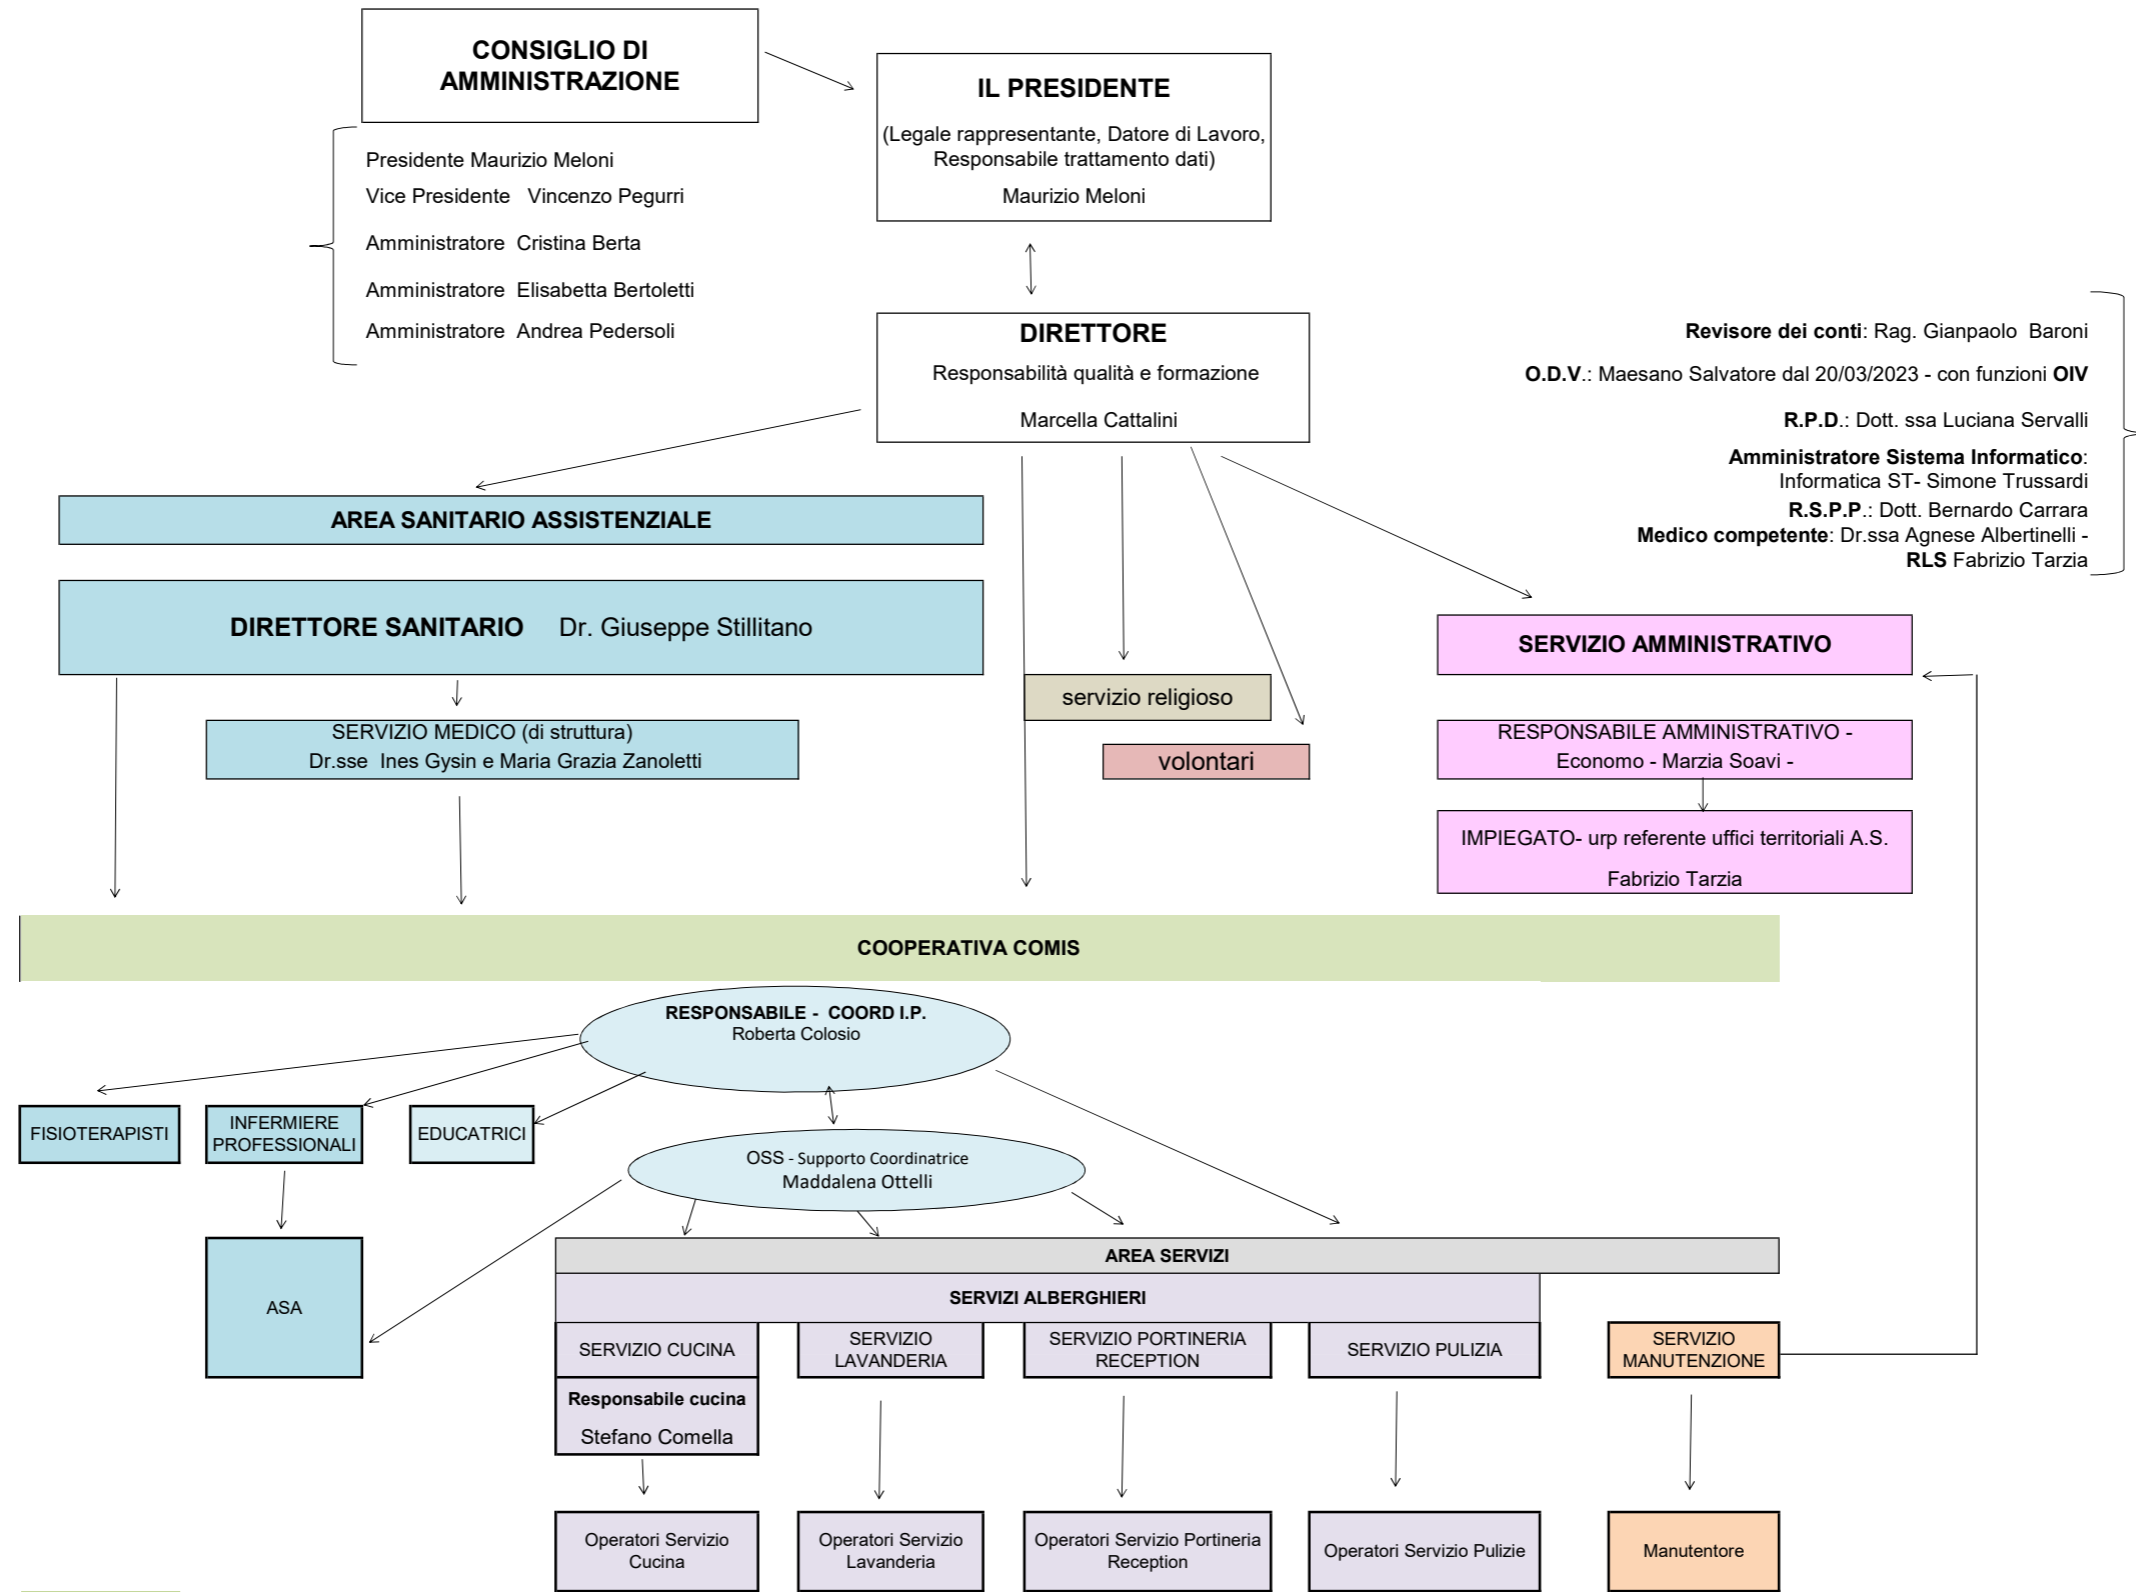 CONSIGLIO DI
AMMINISTRAZIONE
IL PRESIDENTE
(Legale rappresentante, Datore di Lavoro,
Responsabile trattamento dati)
Maurizio Meloni
Presidente Maurizio Meloni
Vice Presidente Vincenzo Pegurri
Amministratore Cristina Berta
Amministratore Elisabetta Bertoletti
Amministratore Andrea Pedersoli
DIRETTORE
Responsabilità qualità e formazione
Marcella Cattalini
Revisore dei conti: Rag. Gianpaolo Baroni
O.D.V.: Maesano Salvatore dal 20/03/2023 - con funzioni OIV
R.P.D.: Dott. ssa Luciana Servalli
Amministratore Sistema Informatico:
Informatica ST- Simone Trussardi
R.S.P.P.: Dott. Bernardo Carrara
Medico competente: Dr.ssa Agnese Albertinelli -
RLS Fabrizio Tarzia
AREA SANITARIO ASSISTENZIALE
DIRETTORE SANITARIO Dr. Giuseppe Stillitano
SERVIZIO MEDICO (di struttura)
Dr.sse Ines Gysin e Maria Grazia Zanoletti
servizio religioso
volontari
SERVIZIO AMMINISTRATIVO
RESPONSABILE AMMINISTRATIVO -
Economo - Marzia Soavi -
IMPIEGATO- urp referente uffici territoriali A.S.
Fabrizio Tarzia
COOPERATIVA COMIS
RESPONSABILE - COORD I.P.
Roberta Colosio
FISIOTERAPISTI
INFERMIERE
PROFESSIONALI
EDUCATRICI
OSS - Supporto Coordinatrice
Maddalena Ottelli
ASA
AREA SERVIZI
SERVIZI ALBERGHIERI
SERVIZIO CUCINA
SERVIZIO
LAVANDERIA
SERVIZIO PORTINERIA
RECEPTION
SERVIZIO PULIZIA
SERVIZIO
MANUTENZIONE
Responsabile cucina
Stefano Comella
Operatori Servizio
Cucina
Operatori Servizio
Lavanderia
Operatori Servizio Portineria
Reception
Operatori Servizio Pulizie
Manutentore